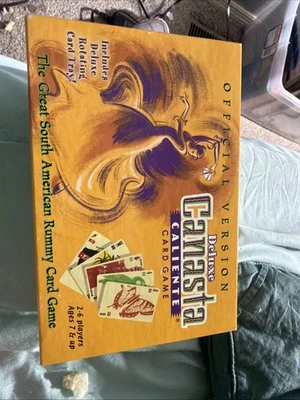 OFFICIAL VERSION
Deluxe
Canasta
CALIENTE
CARD GAME
Includes
Deluxe
Rotating
Card Tray!
2-6 players
Ages 7 & up
The Great South American Rummy Card Game